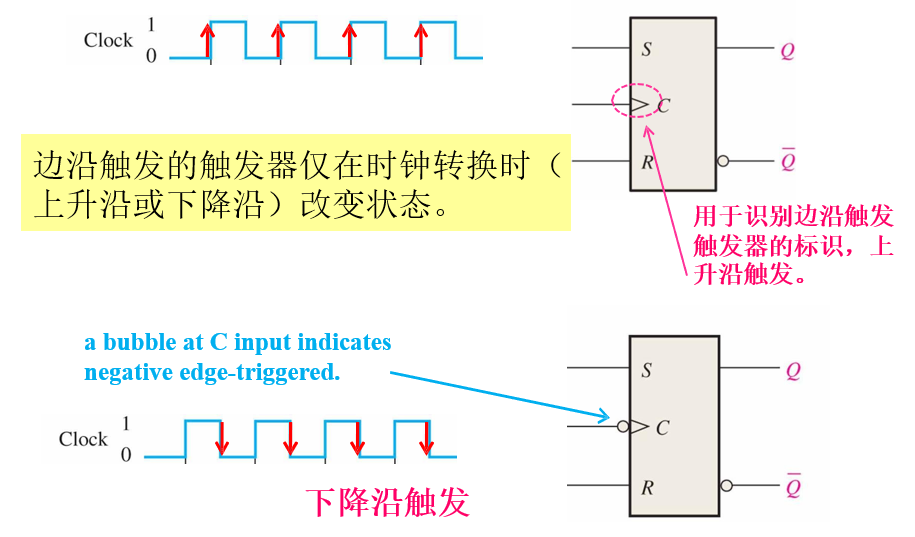 Clock 1
0
S Q
C
R Q̅
边沿触发的触发器仅在时钟转换时（
上升沿或下降沿）改变状态。
用于识别边沿触发
触发器的标识，上
升沿触发。
a bubble at C input indicates
negative edge-triggered.
S Q
C
R Q̅
Clock 1
0
下降沿触发